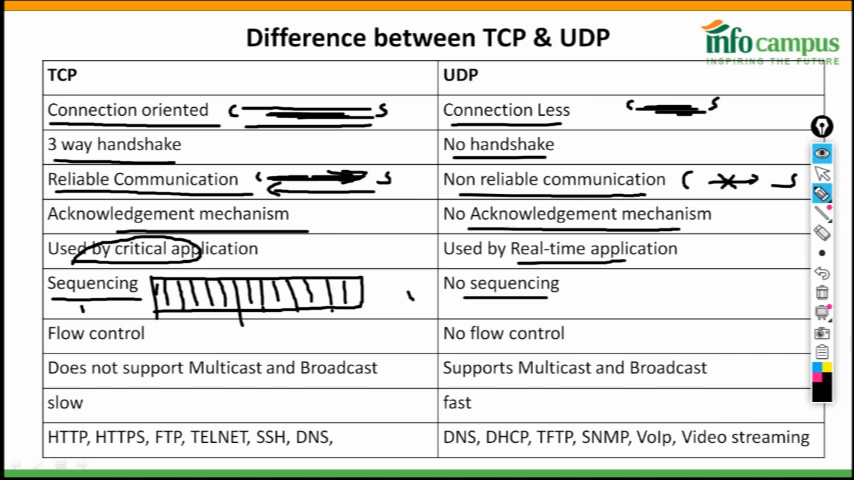 Difference between TCP & UDP
info campus
INSPIRING THE FUTURE
TCP UDP
Connection oriented C S Connection Less C S
3 way handshake No handshake
Reliable Communication C S Non reliable communication C S
Acknowledgement mechanism No Acknowledgement mechanism
Used by critical application Used by Real-time application
Sequencing No sequencing
Flow control No flow control
Does not support Multicast and Broadcast Supports Multicast and Broadcast
slow fast
HTTP, HTTPS, FTP, TELNET, SSH, DNS, DNS, DHCP, TFTP, SNMP, VoIp, Video streaming